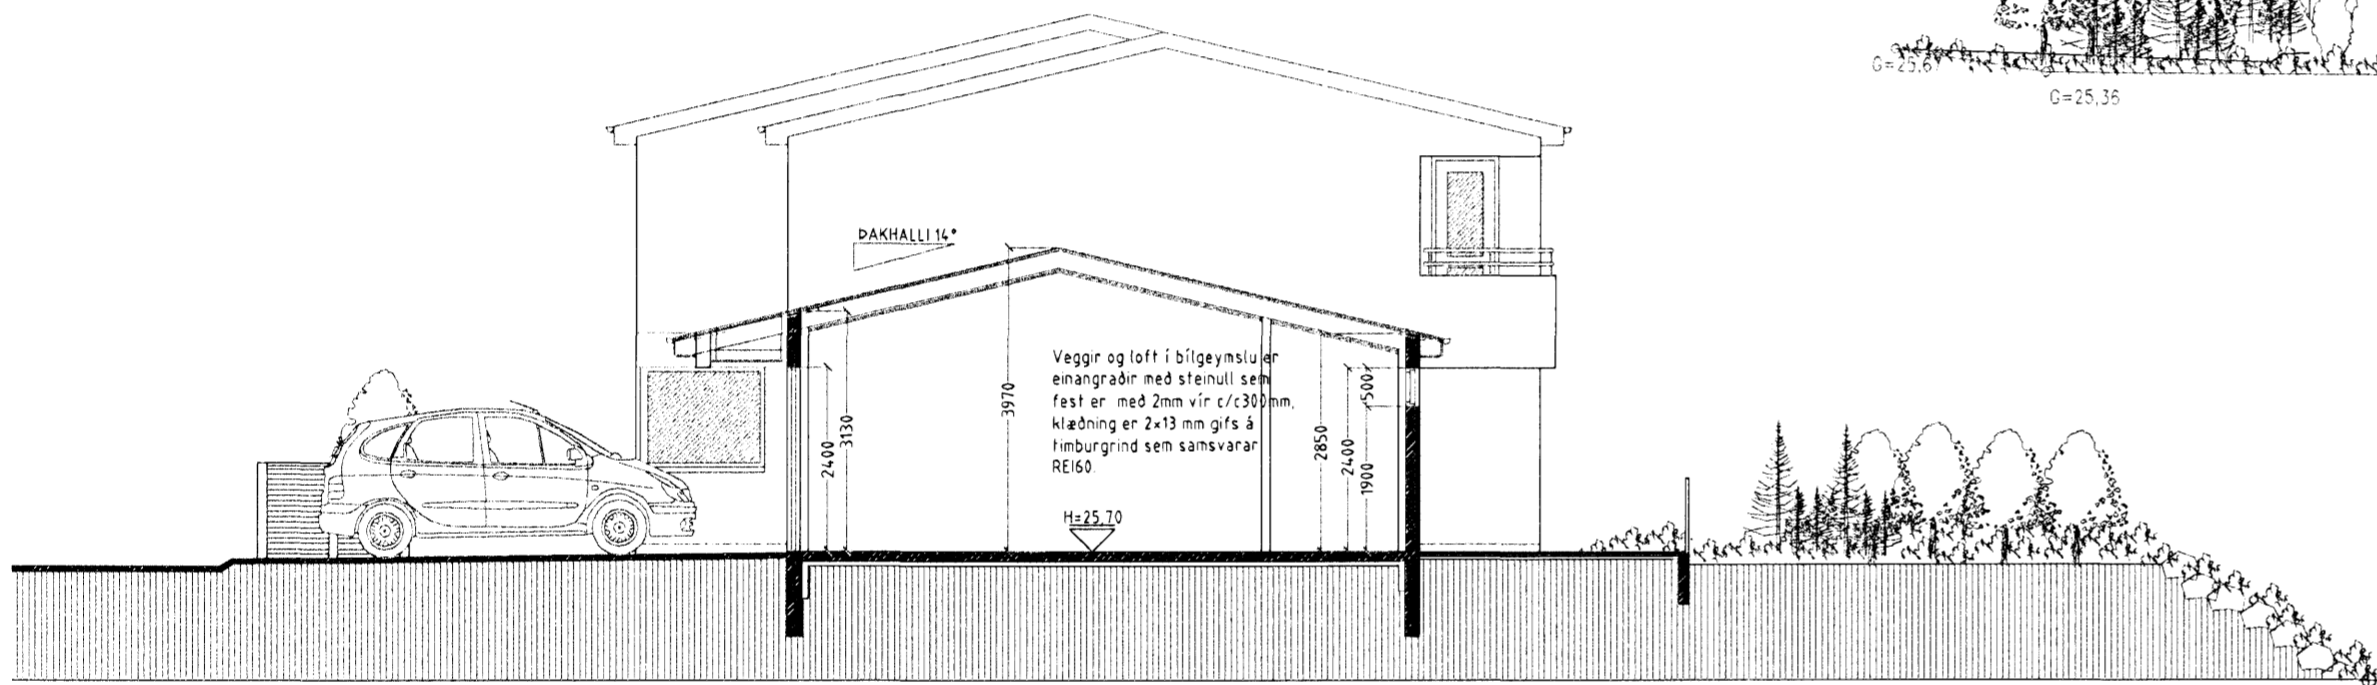 G=25,6
G=25,36
ÞAKHALLI 14°
Veggir og loft í bílgeymslu er
einangraðir með steinull sem
fest er með 2mm vír c/c300mm,
klæðning er 2x13 mm gifs á
timburgrind sem samsvarar
REI60.
H=25,70
2400
3130
3970
2850
2400
500
1900